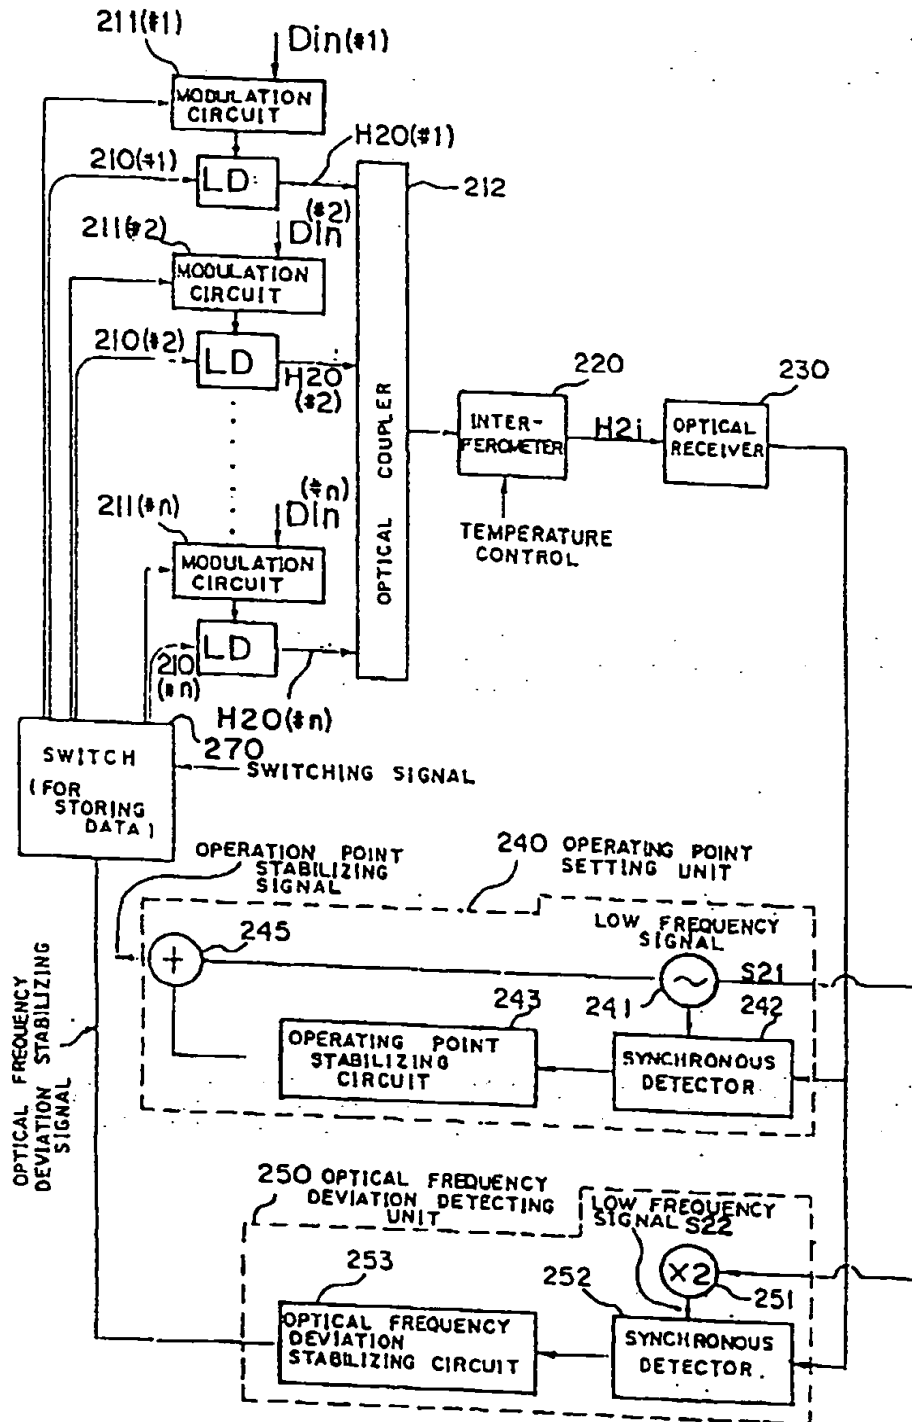 211(#1)
Din(#1)
MODULATION
CIRCUIT
H20(#1)
210(#1)
LD
212
(#2)
Din
211(#2)
MODULATION
CIRCUIT
210(#2)
LD
H20
(#2)
OPTICAL COUPLER
220
230
INTER-
FEROMETER
H2i
OPTICAL
RECEIVER
TEMPERATURE
CONTROL
(#n)
Din
211(#n)
MODULATION
CIRCUIT
LD
210
(#n)
H20(#n)
270
SWITCH
(FOR
STORING
DATA)
SWITCHING SIGNAL
OPERATION POINT
STABILIZING
SIGNAL
240 OPERATING POINT
SETTING UNIT
245
+
LOW FREQUENCY
SIGNAL
~
S21
241
242
243
OPERATING POINT
STABILIZING
CIRCUIT
SYNCHRONOUS
DETECTOR
OPTICAL FREQUENCY
DEVIATION STABILIZING
SIGNAL
250 OPTICAL FREQUENCY
DEVIATION DETECTING
UNIT
LOW FREQUENCY
SIGNAL S22
×2
251
252
253
OPTICAL FREQUENCY
DEVIATION
STABILIZING CIRCUIT
SYNCHRONOUS
DETECTOR